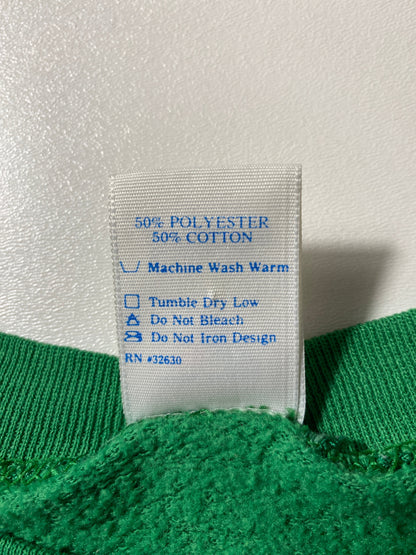 50% POLYESTER
50% COTTON
Machine Wash Warm
Tumble Dry Low
Do Not Bleach
Do Not Iron Design
RN #32630